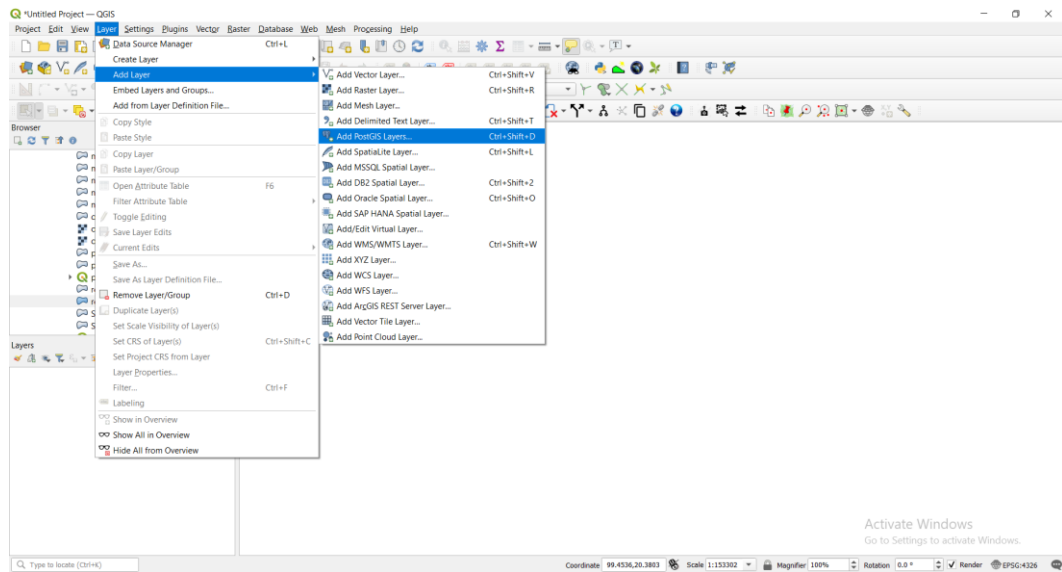 *Untitled Project — QGIS
Project Edit View Layer Settings Plugins Vector Raster Database Web Mesh Processing Help
Data Source Manager Ctrl+L
Create Layer
Add Layer
Embed Layers and Groups...
Add from Layer Definition File...
Copy Style
Paste Style
Copy Layer
Paste Layer/Group
Open Attribute Table F6
Filter Attribute Table
Toggle Editing
Save Layer Edits
Current Edits
Save As...
Save As Layer Definition File...
Remove Layer/Group Ctrl+D
Duplicate Layer(s)
Set Scale Visibility of Layer(s)
Set CRS of Layer(s) Ctrl+Shift+C
Set Project CRS from Layer
Layer Properties...
Filter... Ctrl+F
Labeling
Show in Overview
Show All in Overview
Hide All from Overview
Add Vector Layer... Ctrl+Shift+V
Add Raster Layer... Ctrl+Shift+R
Add Mesh Layer...
Add Delimited Text Layer... Ctrl+Shift+T
Add PostGIS Layers... Ctrl+Shift+D
Add SpatiaLite Layer... Ctrl+Shift+L
Add MSSQL Spatial Layer...
Add DB2 Spatial Layer... Ctrl+Shift+2
Add Oracle Spatial Layer... Ctrl+Shift+O
Add SAP HANA Spatial Layer...
Add/Edit Virtual Layer...
Add WMS/WMTS Layer... Ctrl+Shift+W
Add XYZ Layer...
Add WCS Layer...
Add WFS Layer...
Add ArcGIS REST Server Layer...
Add Vector Tile Layer...
Add Point Cloud Layer...
Browser
Layers
Activate Windows
Go to Settings to activate Windows.
Type to locate (Ctrl+K)
Coordinate 99.4536,20.3803 Scale 1:153302 Magnifier 100% Rotation 0.0 ° Render EPSG:4326